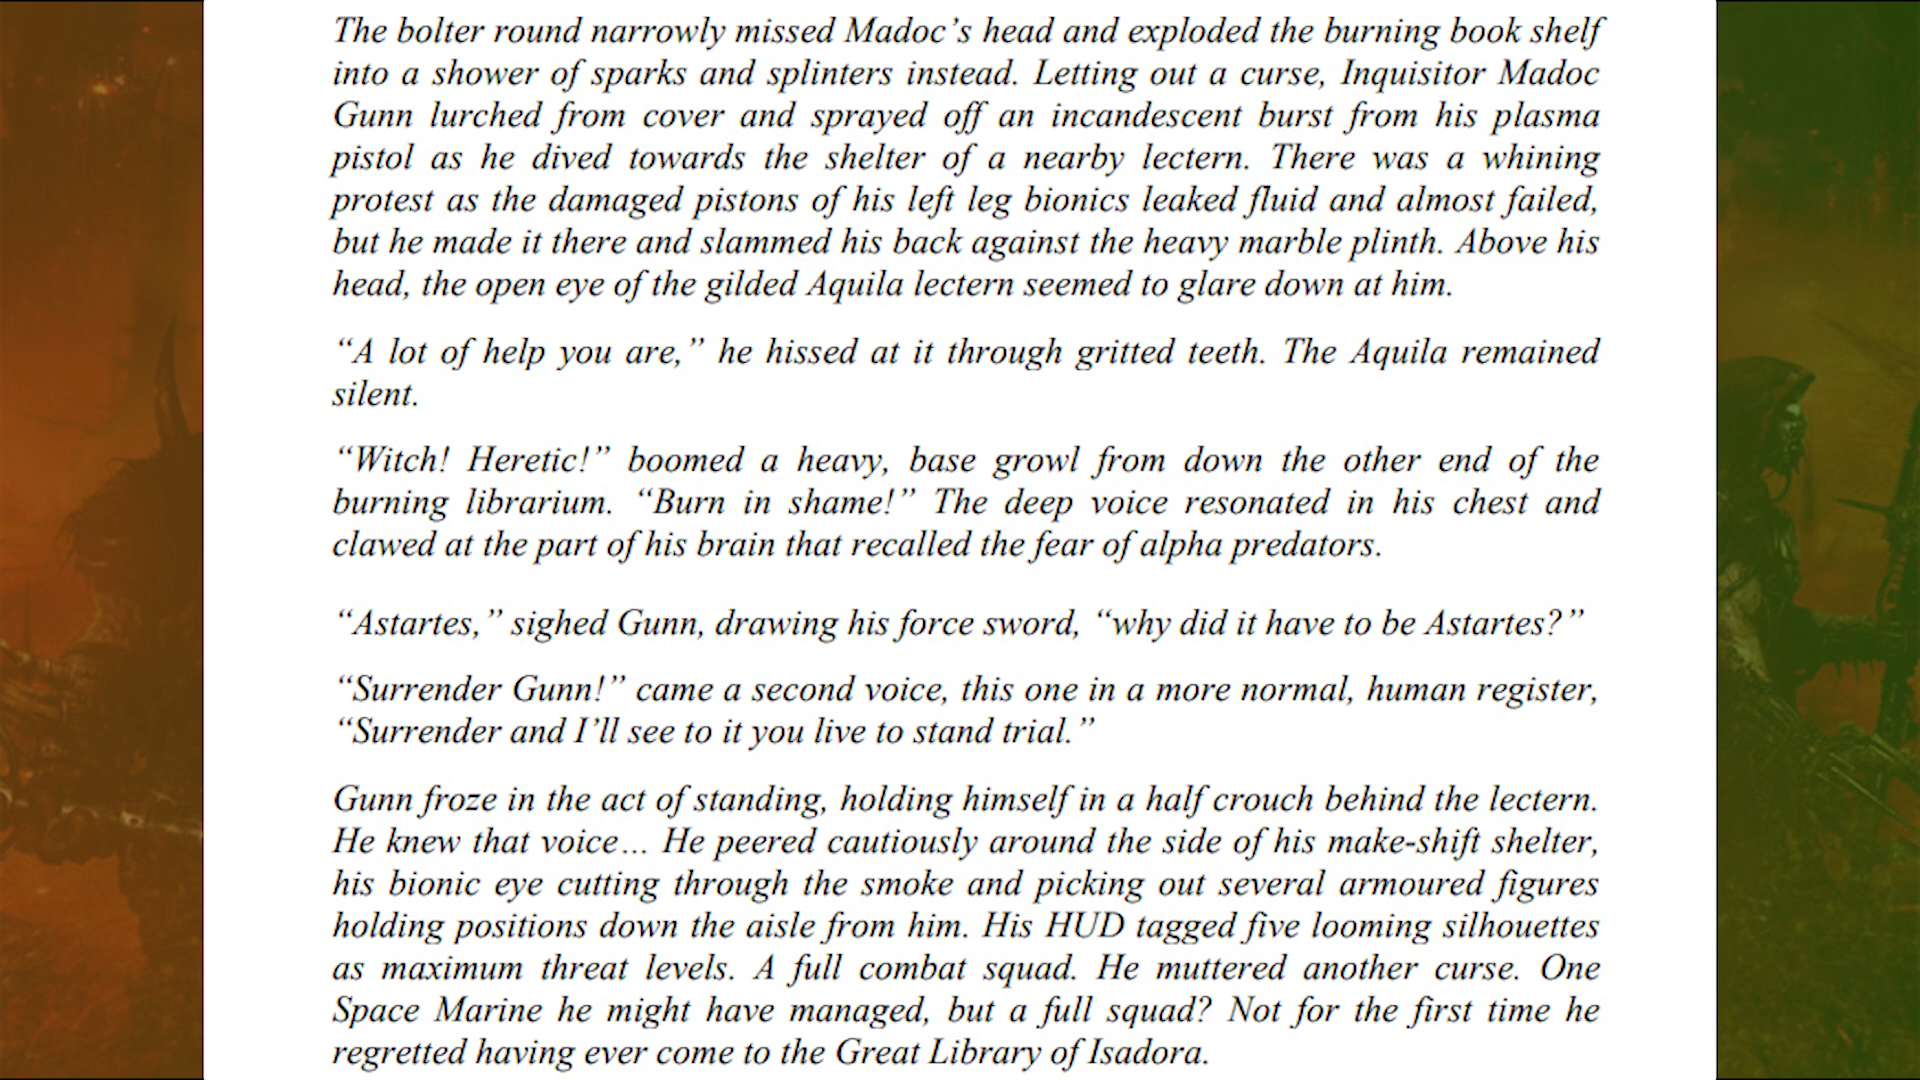 The bolter round narrowly missed Madoc’s head and exploded the burning book shelf
into a shower of sparks and splinters instead. Letting out a curse, Inquisitor Madoc
Gunn lurched from cover and sprayed off an incandescent burst from his plasma
pistol as he dived towards the shelter of a nearby lectern. There was a whining
protest as the damaged pistons of his left leg bionics leaked fluid and almost failed,
but he made it there and slammed his back against the heavy marble plinth. Above his
head, the open eye of the gilded Aquila lectern seemed to glare down at him.
“A lot of help you are,” he hissed at it through gritted teeth. The Aquila remained
silent.
“Witch! Heretic!” boomed a heavy, base growl from down the other end of the
burning librarium. “Burn in shame!” The deep voice resonated in his chest and
clawed at the part of his brain that recalled the fear of alpha predators.
“Astartes,” sighed Gunn, drawing his force sword, “why did it have to be Astartes?”
“Surrender Gunn!” came a second voice, this one in a more normal, human register,
“Surrender and I’ll see to it you live to stand trial.”
Gunn froze in the act of standing, holding himself in a half crouch behind the lectern.
He knew that voice… He peered cautiously around the side of his make-shift shelter,
his bionic eye cutting through the smoke and picking out several armoured figures
holding positions down the aisle from him. His HUD tagged five looming silhouettes
as maximum threat levels. A full combat squad. He muttered another curse. One
Space Marine he might have managed, but a full squad? Not for the first time he
regretted having ever come to the Great Library of Isadora.